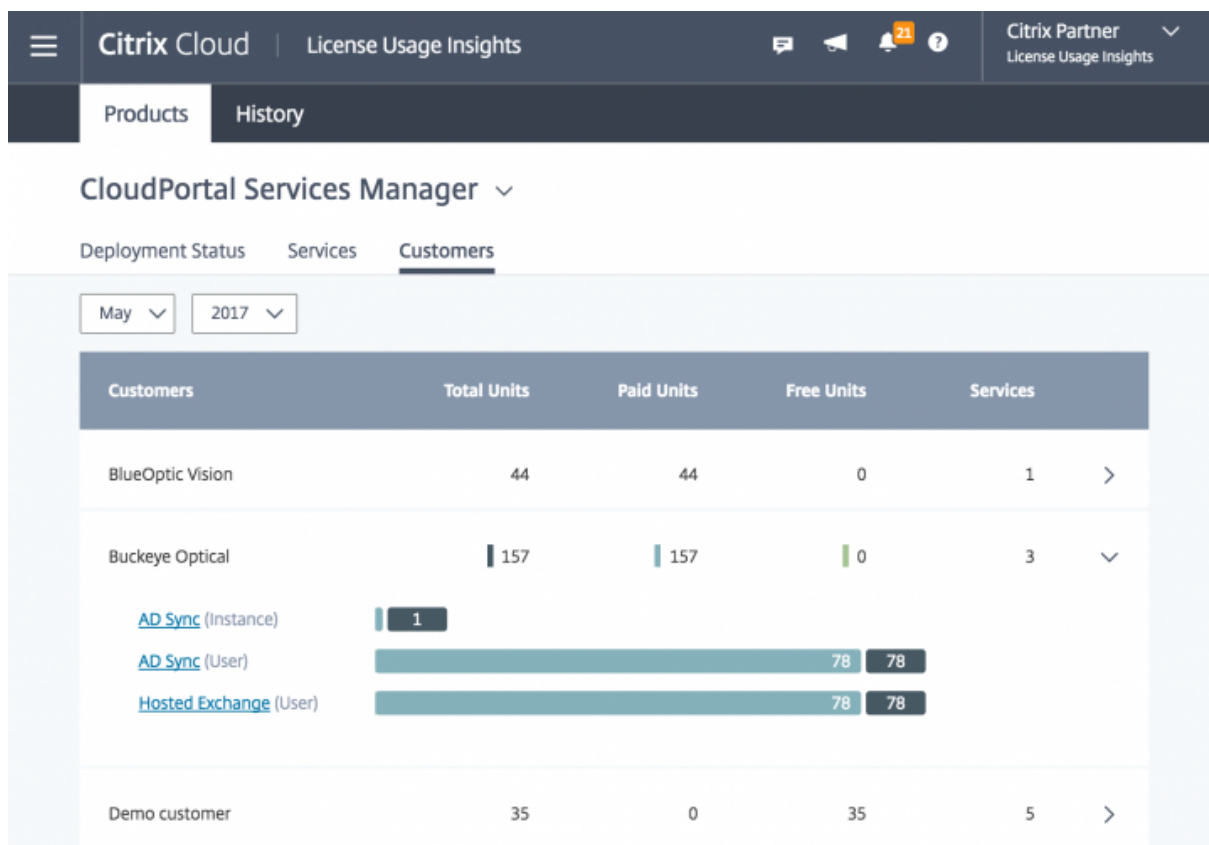 Citrix Cloud | License Usage Insights
21
?
Citrix Partner
License Usage Insights
Products History
CloudPortal Services Manager
Deployment Status Services Customers
May 2017
Customers Total Units Paid Units Free Units Services
BlueOptic Vision 44 44 0 1
Buckeye Optical 157 157 0 3
AD Sync (Instance) 1
AD Sync (User) 78 78
Hosted Exchange (User) 78 78
Demo customer 35 0 35 5